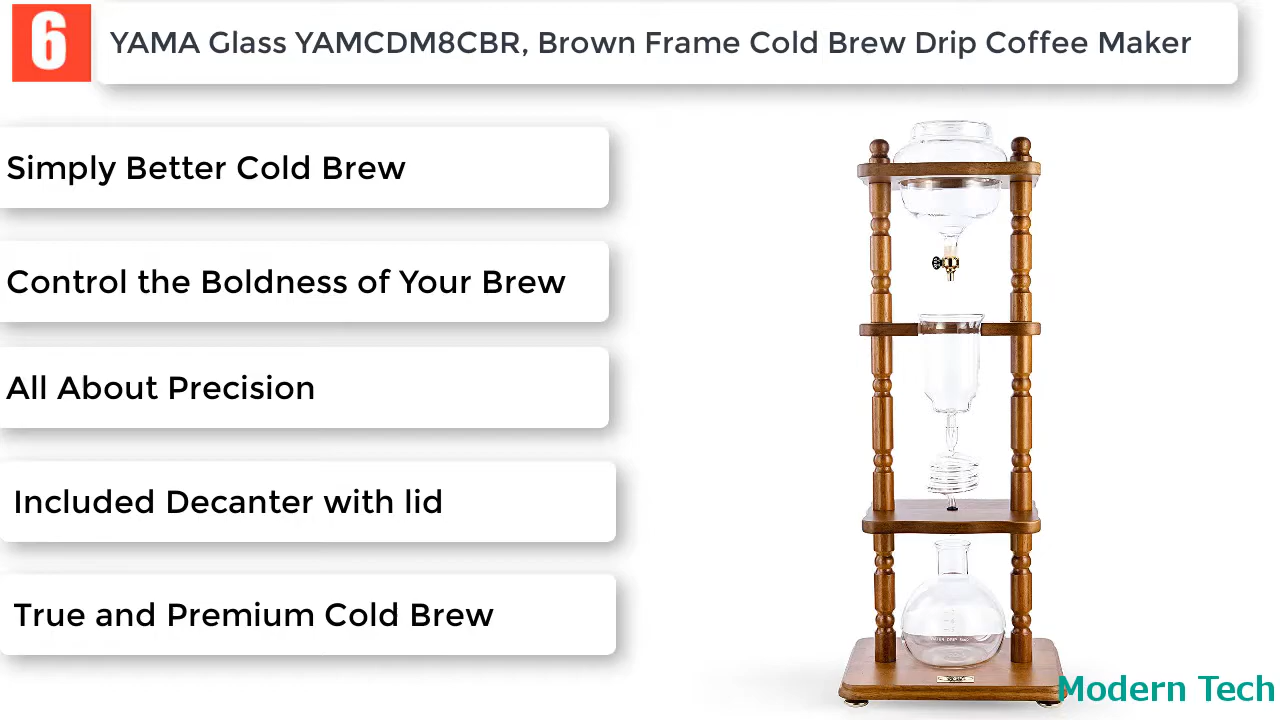 6
YAMA Glass YAMCDM8CBR, Brown Frame Cold Brew Drip Coffee Maker
Simply Better Cold Brew
Control the Boldness of Your Brew
All About Precision
Included Decanter with lid
True and Premium Cold Brew
Modern Tech